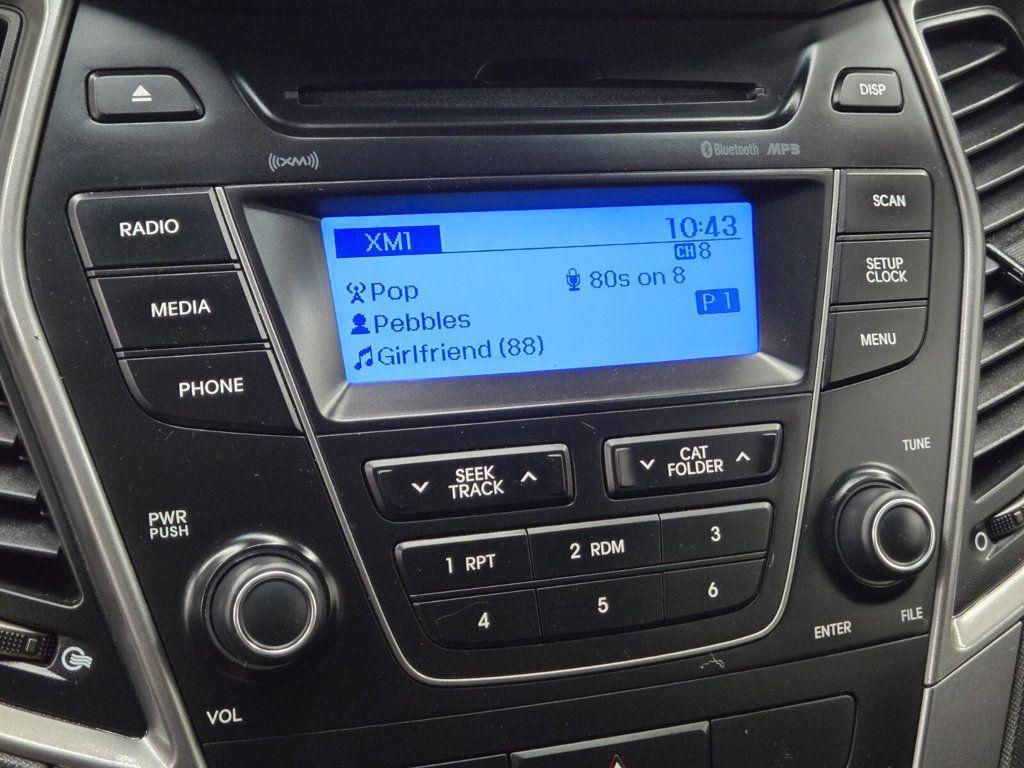 DISP
((XM))
Bluetooth MP3
RADIO
MEDIA
PHONE
XM1
10:43
CH 8
Pop
80s on 8
Pebbles
P 1
Girlfriend (88)
SCAN
SETUP
CLOCK
MENU
SEEK
TRACK
CAT
FOLDER
TUNE
PWR
PUSH
1 RPT
2 RDM
3
4
5
6
FILE
ENTER
VOL
O